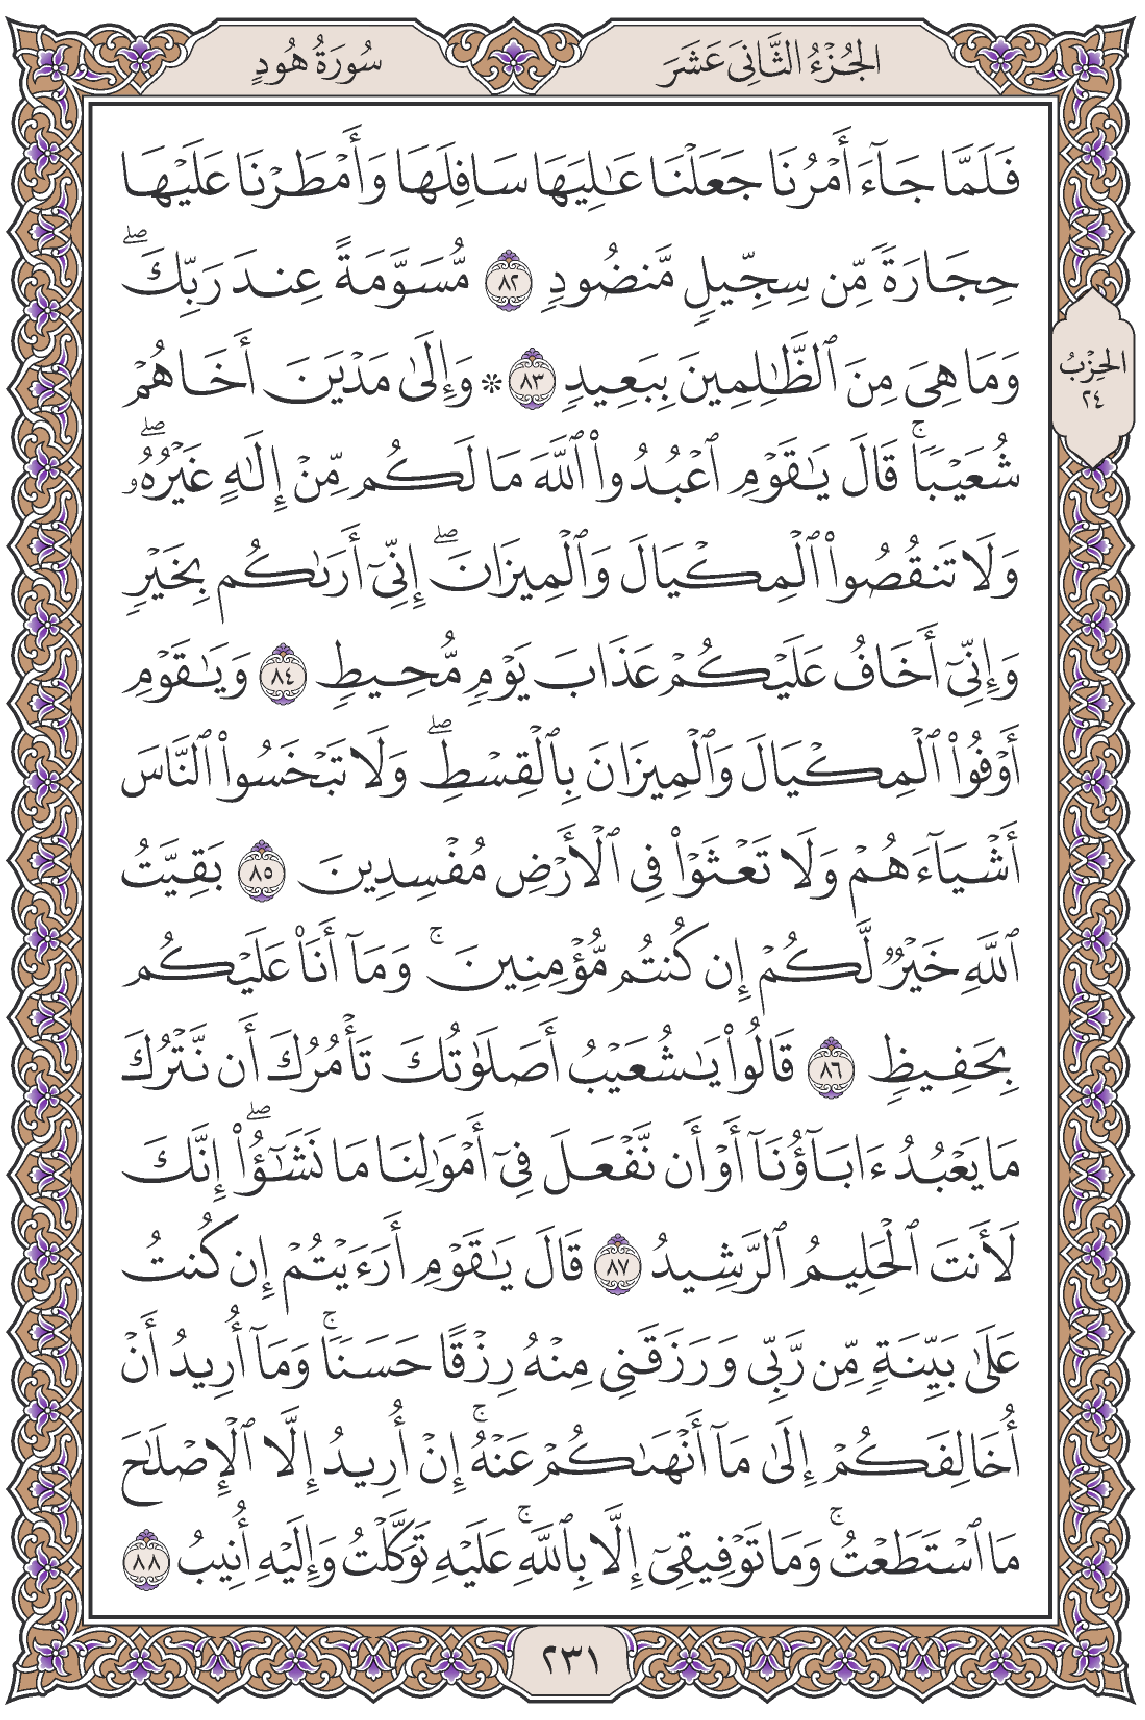 الجُزْءُ الثَّانِيَ عَشَرَ
سُورَةُ هُودٍ
فَلَمَّا جَآءَ أَمْرُنَا جَعَلْنَا عَٰلِيَهَا سَافِلَهَا وَأَمْطَرْنَا عَلَيْهَا
حِجَارَةً مِّن سِجِّيلٍ مَّنضُودٍ ٨٢ مُّسَوَّمَةً عِندَ رَبِّكَۖ
وَمَا هِىَ مِنَ ٱلظَّٰلِمِينَ بِبَعِيدٍ ٨٣ ۞ وَإِلَىٰ مَدْيَنَ أَخَاهُمْ
شُعَيْبًاۚ قَالَ يَٰقَوْمِ ٱعْبُدُوا۟ ٱللَّهَ مَا لَكُم مِّنْ إِلَٰهٍ غَيْرُهُۥۖ
وَلَا تَنقُصُوا۟ ٱلْمِكْيَالَ وَٱلْمِيزَانَۖ إِنِّىٓ أَرَىٰكُم بِخَيْرٍ
وَإِنِّىٓ أَخَافُ عَلَيْكُمْ عَذَابَ يَوْمٍ مُّحِيطٍ ٨٤ وَيَٰقَوْمِ
أَوْفُوا۟ ٱلْمِكْيَالَ وَٱلْمِيزَانَ بِٱلْقِسْطِۖ وَلَا تَبْخَسُوا۟ ٱلنَّاسَ
أَشْيَآءَهُمْ وَلَا تَعْثَوْا۟ فِى ٱلْأَرْضِ مُفْسِدِينَ ٨٥ بَقِيَّتُ
ٱللَّهِ خَيْرٌ لَّكُمْ إِن كُنتُم مُّؤْمِنِينَۚ وَمَآ أَنَا۠ عَلَيْكُم
بِحَفِيظٍ ٨٦ قَالُوا۟ يَٰشُعَيْبُ أَصَلَوٰتُكَ تَأْمُرُكَ أَن نَّتْرُكَ
مَا يَعْبُدُ ءَابَآؤُنَآ أَوْ أَن نَّفْعَلَ فِىٓ أَمْوَٰلِنَا مَا نَشَٰٓؤُا۟ۖ إِنَّكَ
لَأَنتَ ٱلْحَلِيمُ ٱلرَّشِيدُ ٨٧ قَالَ يَٰقَوْمِ أَرَءَيْتُمْ إِن كُنتُ
عَلَىٰ بَيِّنَةٍ مِّن رَّبِّى وَرَزَقَنِى مِنْهُ رِزْقًا حَسَنًاۚ وَمَآ أُرِيدُ أَنْ
أُخَالِفَكُمْ إِلَىٰ مَآ أَنْهَىٰكُمْ عَنْهُۚ إِنْ أُرِيدُ إِلَّا ٱلْإِصْلَٰحَ
مَا ٱسْتَطَعْتُۚ وَمَا تَوْفِيقِىٓ إِلَّا بِٱللَّهِۚ عَلَيْهِ تَوَكَّلْتُ وَإِلَيْهِ أُنِيبُ ٨٨
الحِزْبُ
٢٤
٢٣١